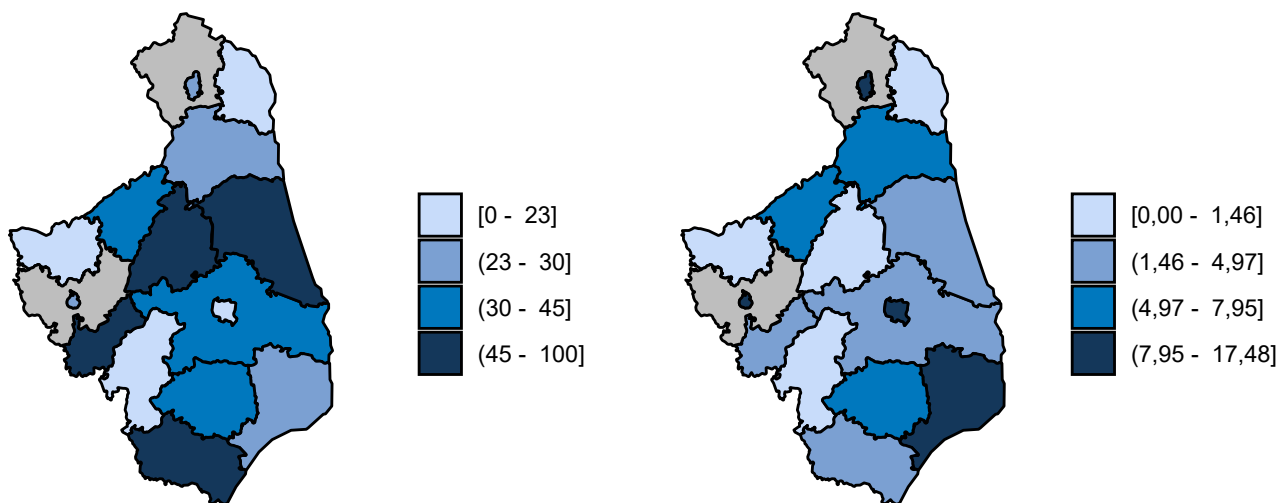 [0 - 23]
(23 - 30]
(30 - 45]
(45 - 100]
[0,00 - 1,46]
(1,46 - 4,97]
(4,97 - 7,95]
(7,95 - 17,48]